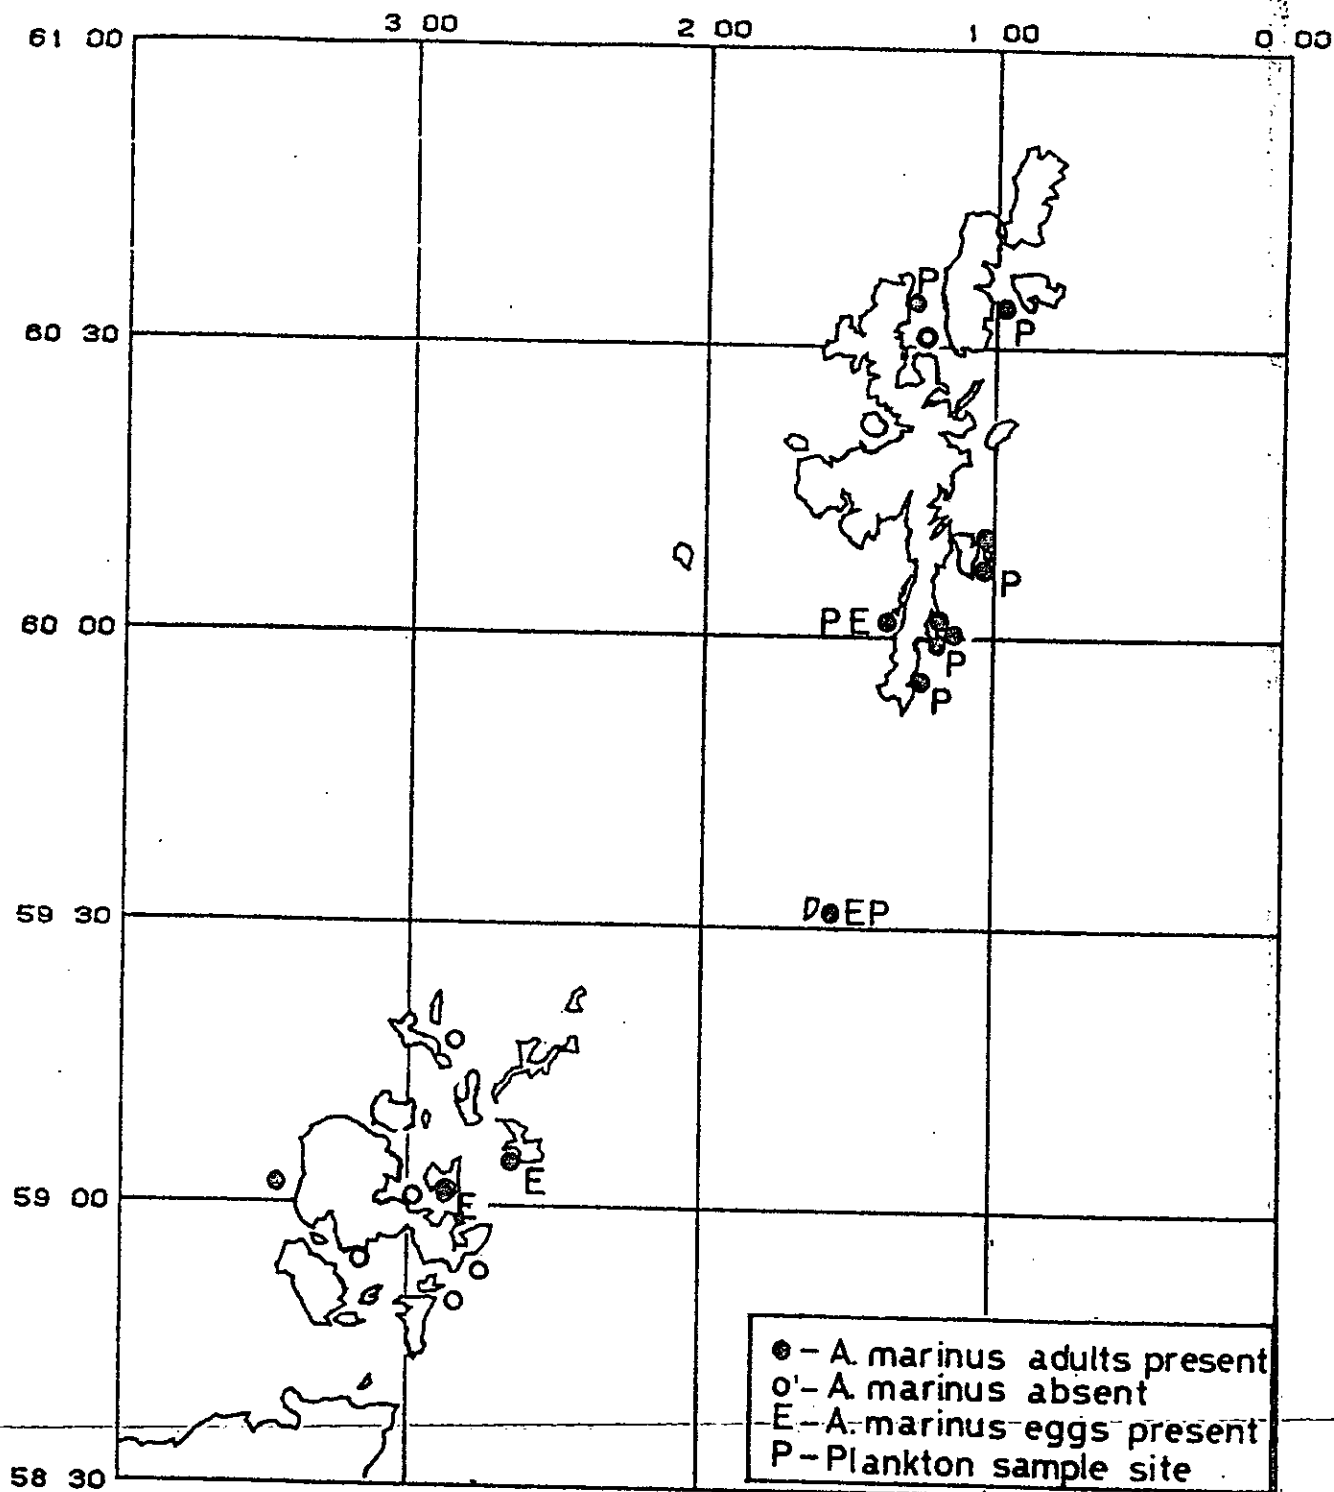 3 00 2 00 1 00 0 00
61 00
P
60 30
P
P
60 00
P E
P
P
59 30
EP
E
59 00
E
● – A. marinus adults present
o – A. marinus absent
E – A. marinus eggs present
P – Plankton sample site
58 30